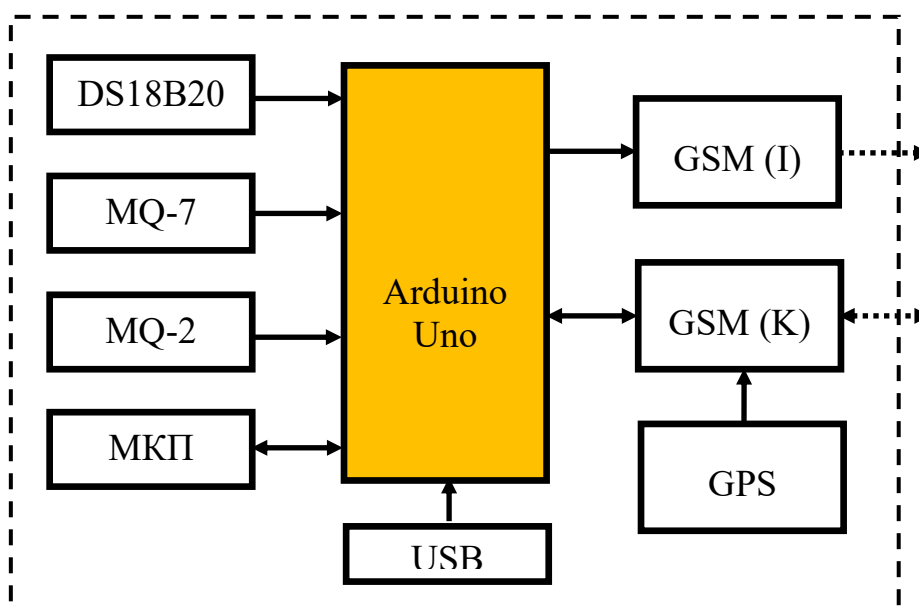 DS18B20
MQ-7
MQ-2
МКП
Arduino
Uno
USB
GSM (I)
GSM (K)
GPS